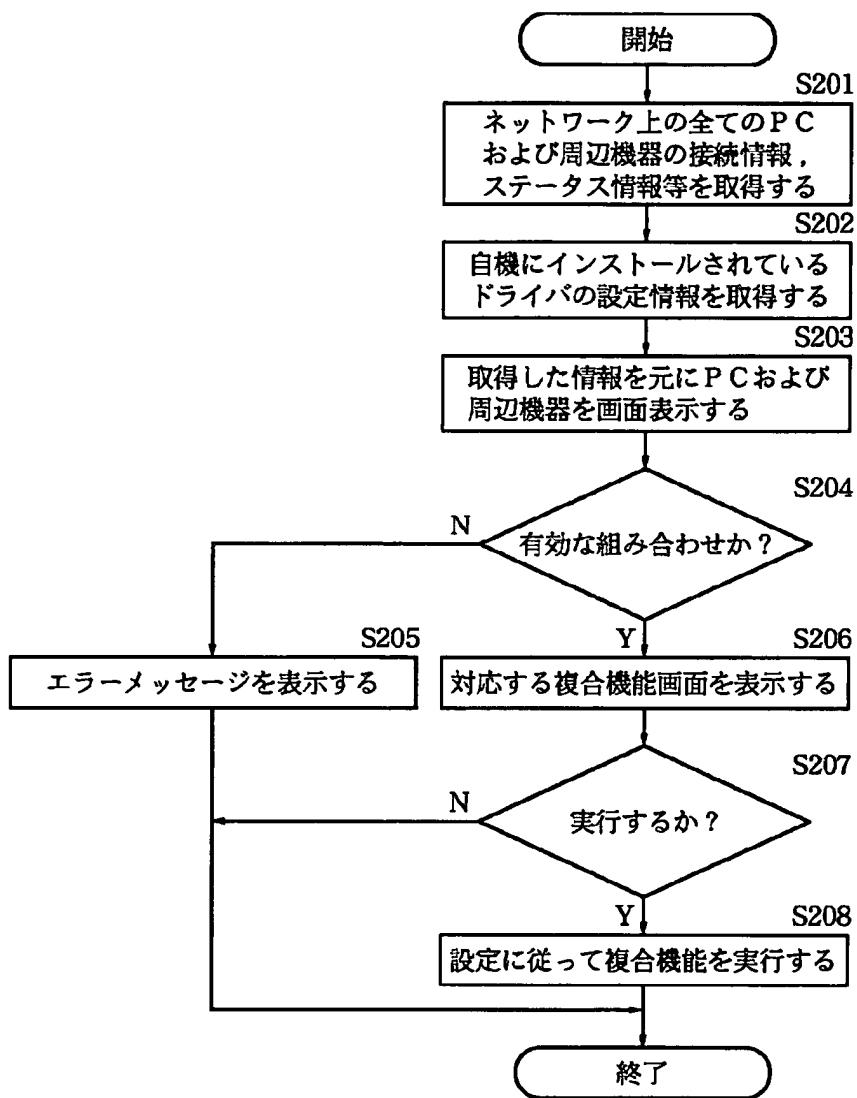 開始
S201
ネットワーク上の全てのＰＣ
および周辺機器の接続情報，
ステータス情報等を取得する
S202
自機にインストールされている
ドライバの設定情報を取得する
S203
取得した情報を元にＰＣおよび
周辺機器を画面表示する
S204
N
有効な組み合わせか？
Y
S205
エラーメッセージを表示する
S206
対応する複合機能画面を表示する
S207
N
実行するか？
Y
S208
設定に従って複合機能を実行する
終了